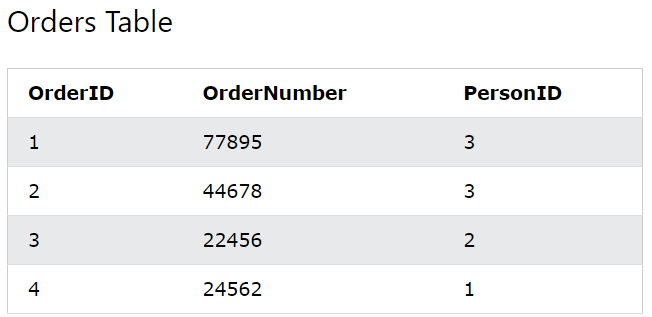 Orders Table
OrderID OrderNumber PersonID
1 77895 3
2 44678 3
3 22456 2
4 24562 1